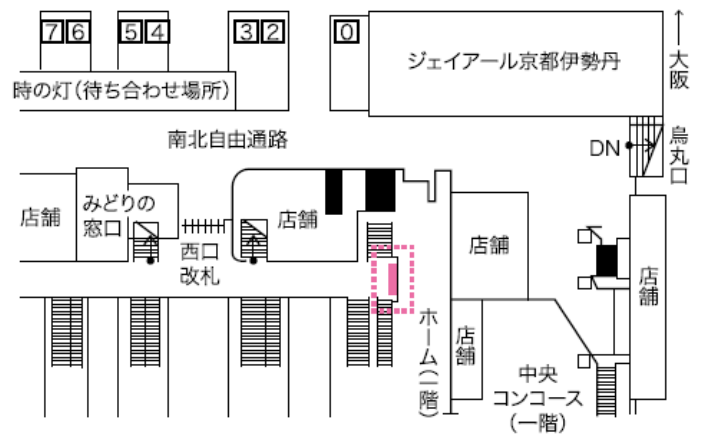 7 6 5 4 3 2 0
ジェイアール京都伊勢丹
大阪
時の灯(待ち合わせ場所)
南北自由通路
DN
烏丸口
店舗
みどりの
窓口
西口
改札
店舗
店舗
店舗
ホーム(一階)
店舗
中央
コンコース
(一階)